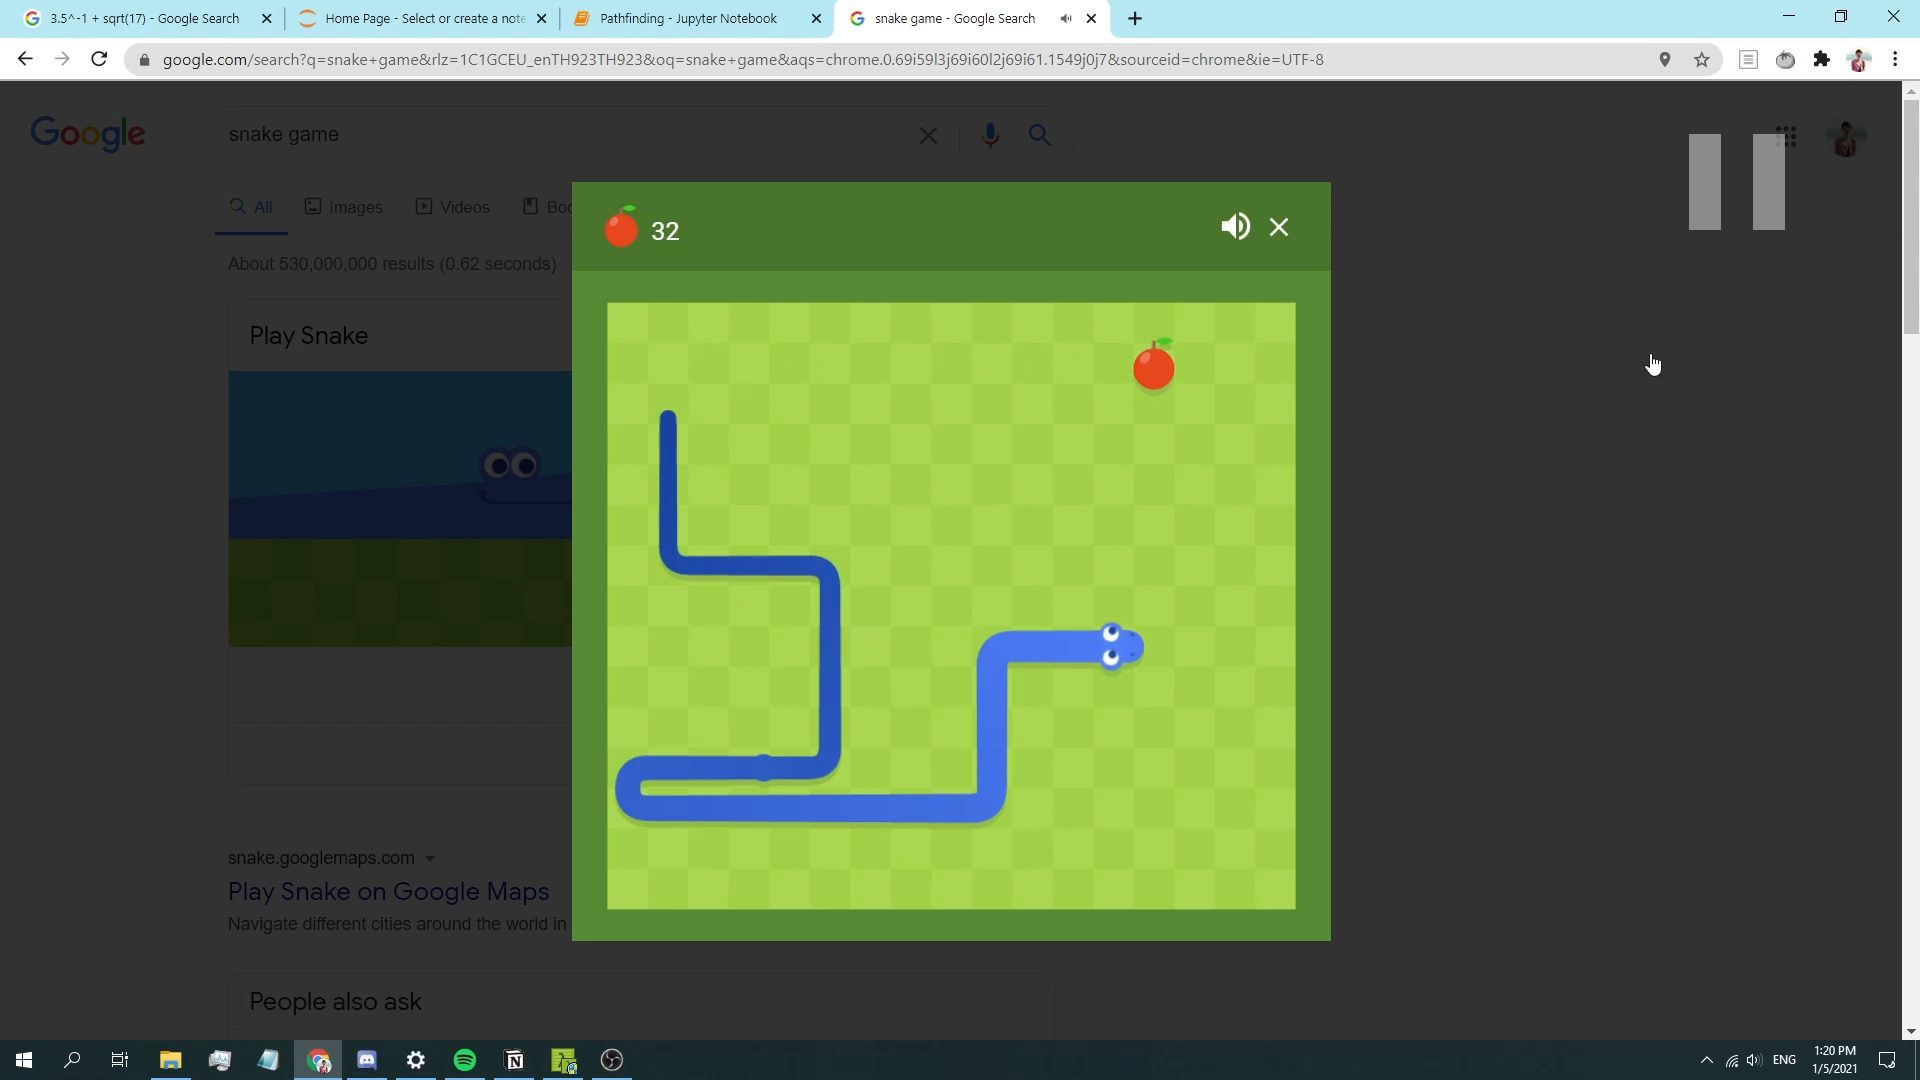 3.5^-1 + sqrt(17) - Google Search
Home Page - Select or create a note
Pathfinding - Jupyter Notebook
snake game - Google Search
google.com/search?q=snake+game&rlz=1C1GCEU_enTH923TH923&oq=snake+game&aqs=chrome.0.69i59l3j69i60l2j69i61.1549j0j7&sourceid=chrome&ie=UTF-8
Google
snake game
All
Images
Videos
Boo
About 530,000,000 results (0.62 seconds)
32
Play Snake
snake.googlemaps.com
Play Snake on Google Maps
Navigate different cities around the world in
People also ask
ENG
1:20 PM
1/5/2021